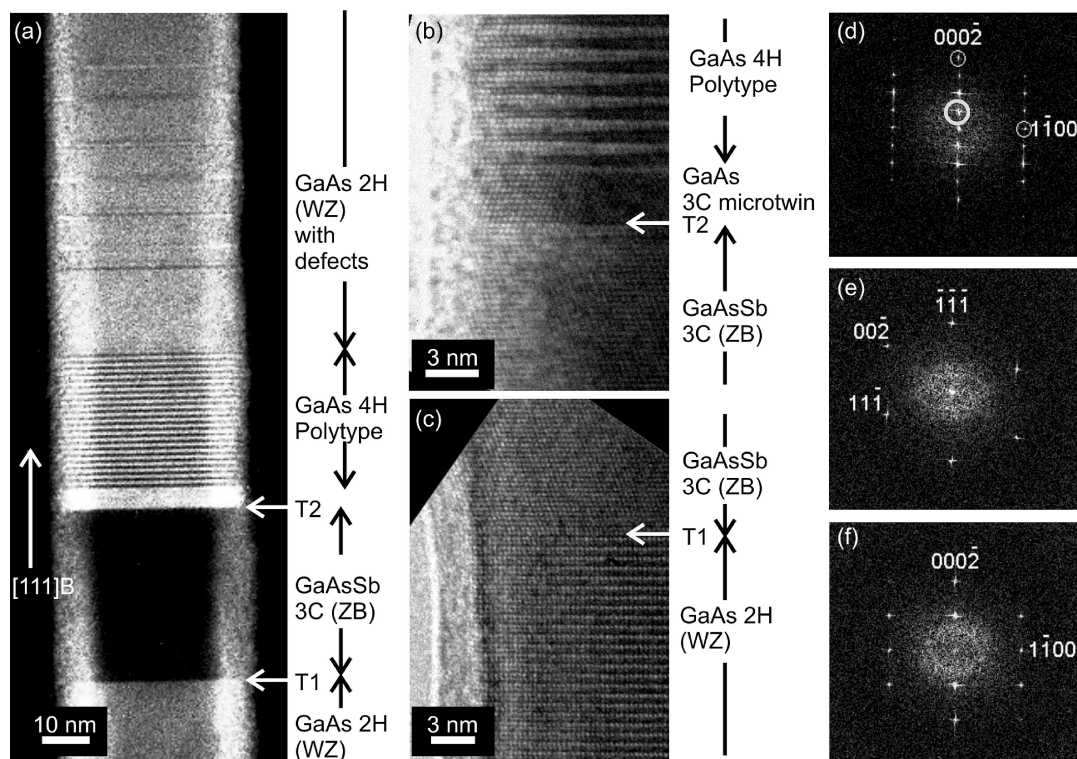 (a)
GaAs 2H
(WZ)
with
defects
GaAs 4H
Polytype
T2
[111]B
GaAsSb
3C (ZB)
T1
10 nm
GaAs 2H
(WZ)
(b)
GaAs 4H
Polytype
GaAs
3C microtwin
T2
GaAsSb
3C (ZB)
3 nm
(c)
GaAsSb
3C (ZB)
T1
GaAs 2H
(WZ)
3 nm
(d)
0002̄
11̄00
(e)
1̄1̄1̄
002̄
111̄
(f)
0002̄
11̄00